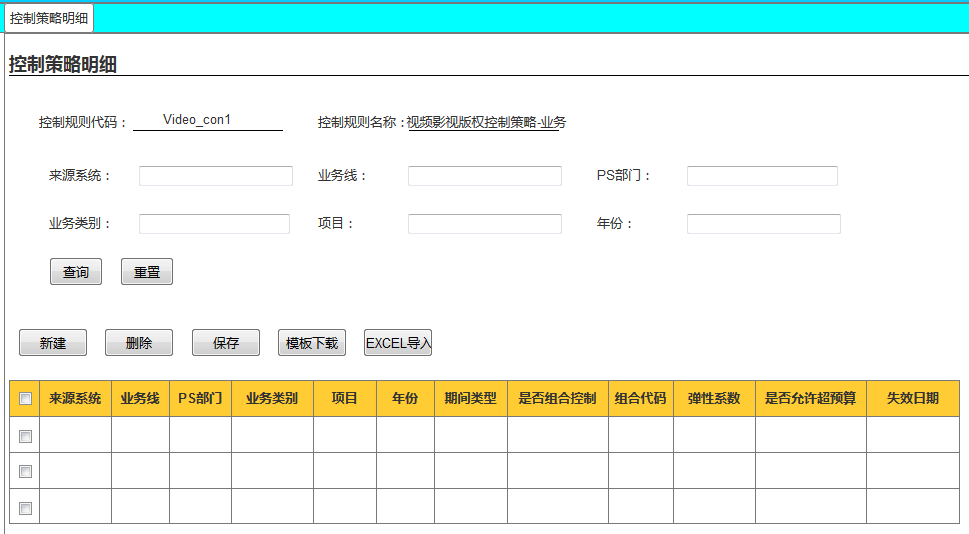 控制策略明细
控制策略明细
控制规则代码： Video_con1 控制规则名称：视频影视版权控制策略-业务
来源系统： 业务线： PS部门：
业务类别： 项目： 年份：
查询 重置
新建 删除 保存 模板下载 EXCEL导入
来源系统 业务线 PS部门 业务类别 项目 年份 期间类型 是否组合控制 组合代码 弹性系数 是否允许超预算 失效日期